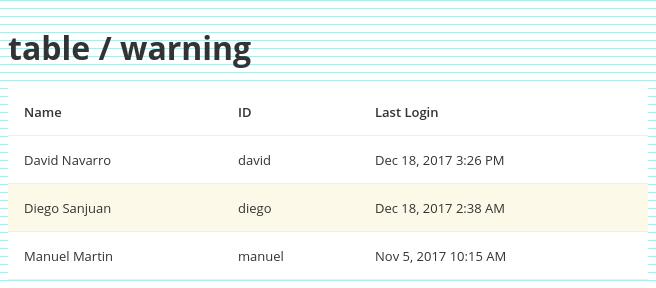 table / warning
Name ID Last Login
David Navarro david Dec 18, 2017 3:26 PM
Diego Sanjuan diego Dec 18, 2017 2:38 AM
Manuel Martin manuel Nov 5, 2017 10:15 AM